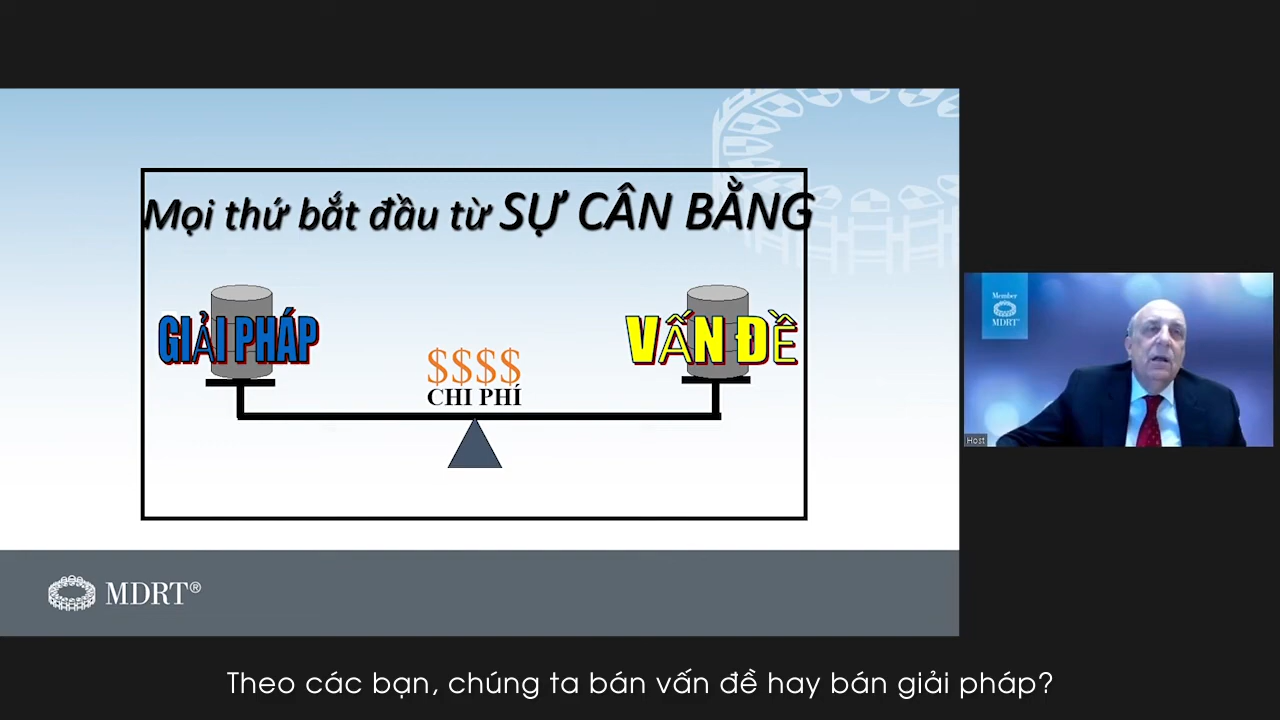 Mọi thứ bắt đầu từ SỰ CÂN BẰNG
GIẢI PHÁP
VẤN ĐỀ
$$$$
CHI PHÍ
MDRT®
Member
MDRT
Host
Theo các bạn, chúng ta bán vấn đề hay bán giải pháp?